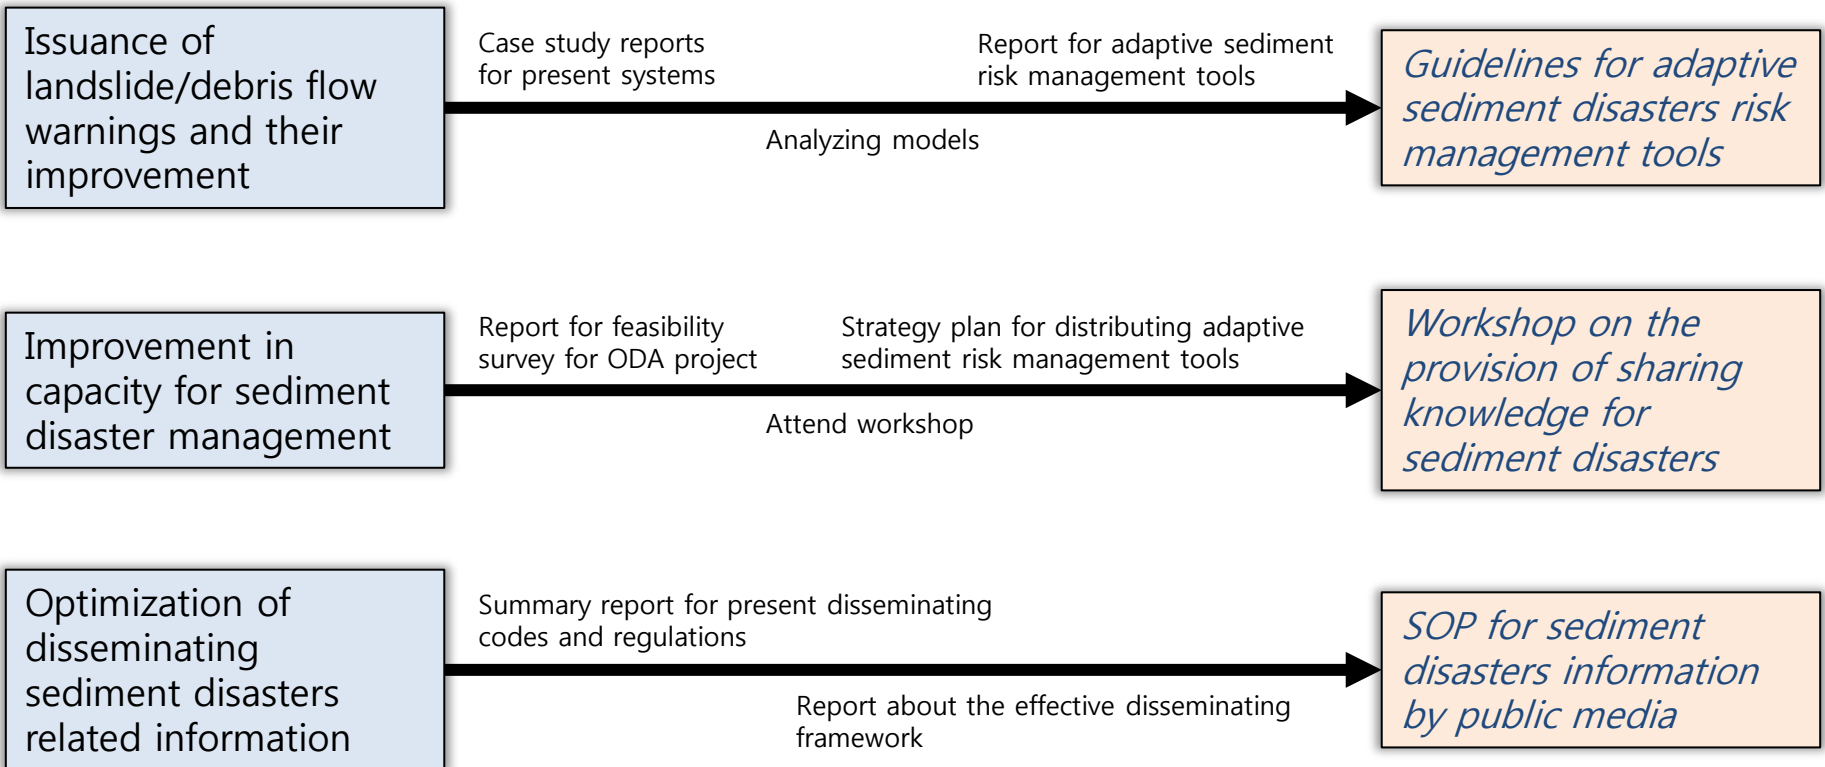 Issuance of
landslide/debris flow
warnings and their
improvement
Case study reports
for present systems
Report for adaptive sediment
risk management tools
Analyzing models
Guidelines for adaptive
sediment disasters risk
management tools
Improvement in
capacity for sediment
disaster management
Report for feasibility
survey for ODA project
Strategy plan for distributing adaptive
sediment risk management tools
Attend workshop
Workshop on the
provision of sharing
knowledge for
sediment disasters
Optimization of
disseminating
sediment disasters
related information
Summary report for present disseminating
codes and regulations
Report about the effective disseminating
framework
SOP for sediment
disasters information
by public media